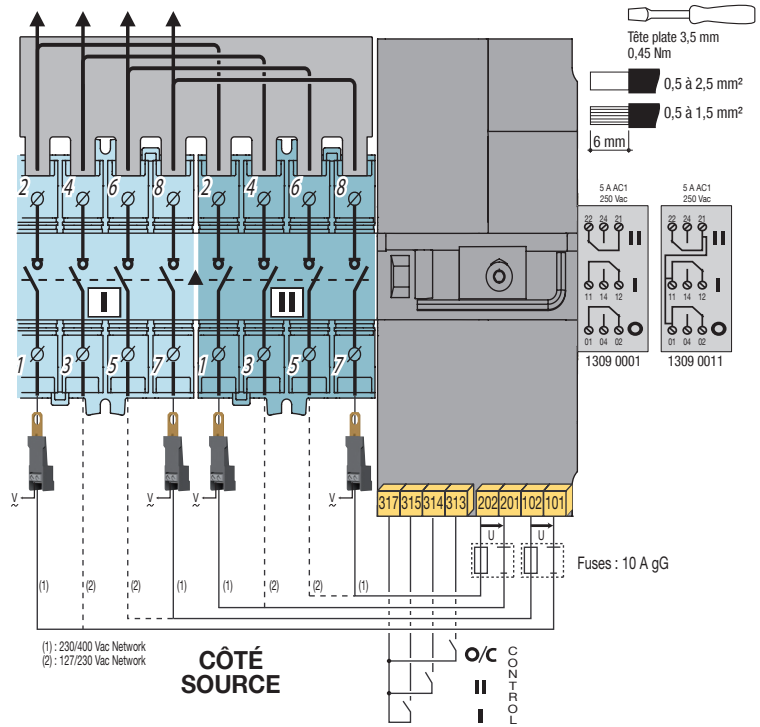 Tête plate 3,5 mm
0,45 Nm
0,5 à 2,5 mm²
0,5 à 1,5 mm²
6 mm
2 4 6 8 2 4 6 8
5 A AC1
250 Vac
22 24 21
II
11 14 12
I
01 04 02
O
1309 0001
5 A AC1
250 Vac
22 24 21
II
11 14 12
I
01 04 02
O
1309 0011
I II
1 3 5 7 1 3 5 7
V~ V~ V~ V~
317 315 314 313 202 201 102 101
U U
Fuses : 10 A gG
(1) (2) (2) (1) (1) (2) (2) (1)
(1) : 230/400 Vac Network
(2) : 127/230 Vac Network
CÔTÉ
SOURCE
O/C
II
I
CONTROL